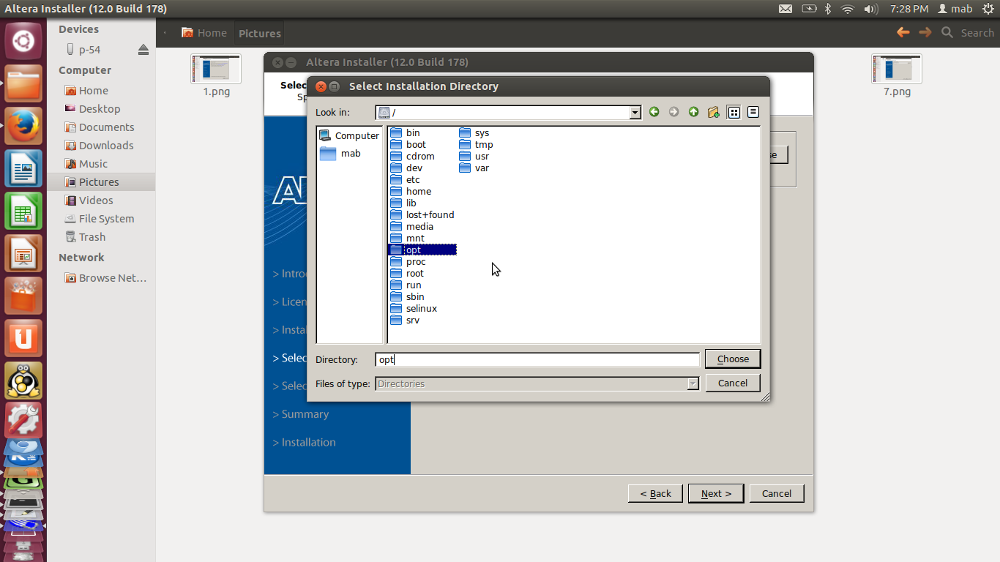 Altera Installer (12.0 Build 178)
7:28 PM
mab
Devices
p-54
Computer
Home
Desktop
Documents
Downloads
Music
Pictures
Videos
File System
Trash
Network
Browse Net...
Home
Pictures
Search
1.png
7.png
Altera Installer (12.0 Build 178)
Selec
Sp
Select Installation Directory
Look in:
/
Computer
mab
bin
boot
cdrom
dev
etc
home
lib
lost+found
media
mnt
opt
proc
root
run
sbin
selinux
srv
sys
tmp
usr
var
se
Directory:
opt
Choose
Files of type:
Directories
Cancel
AL
> Introd
> Licen
> Instal
> Selec
> Selec
> Summary
> Installation
< Back
Next >
Cancel